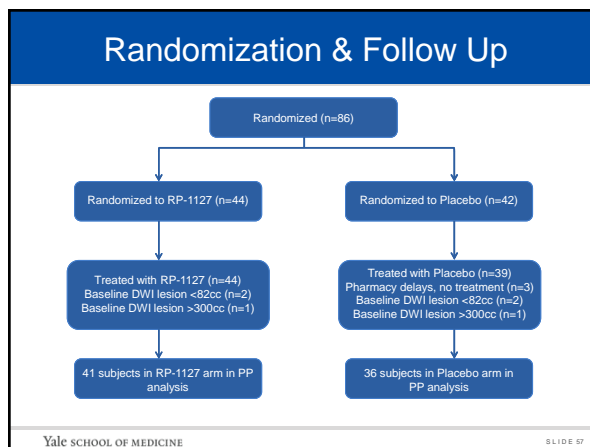 Randomization & Follow Up
Randomized (n=86)
Randomized to RP-1127 (n=44)
Randomized to Placebo (n=42)
Treated with RP-1127 (n=44)
Baseline DWI lesion <82cc (n=2)
Baseline DWI lesion >300cc (n=1)
Treated with Placebo (n=39)
Pharmacy delays, no treatment (n=3)
Baseline DWI lesion <82cc (n=2)
Baseline DWI lesion >300cc (n=1)
41 subjects in RP-1127 arm in PP
analysis
36 subjects in Placebo arm in
PP analysis
Yale SCHOOL OF MEDICINE
SLIDE 57